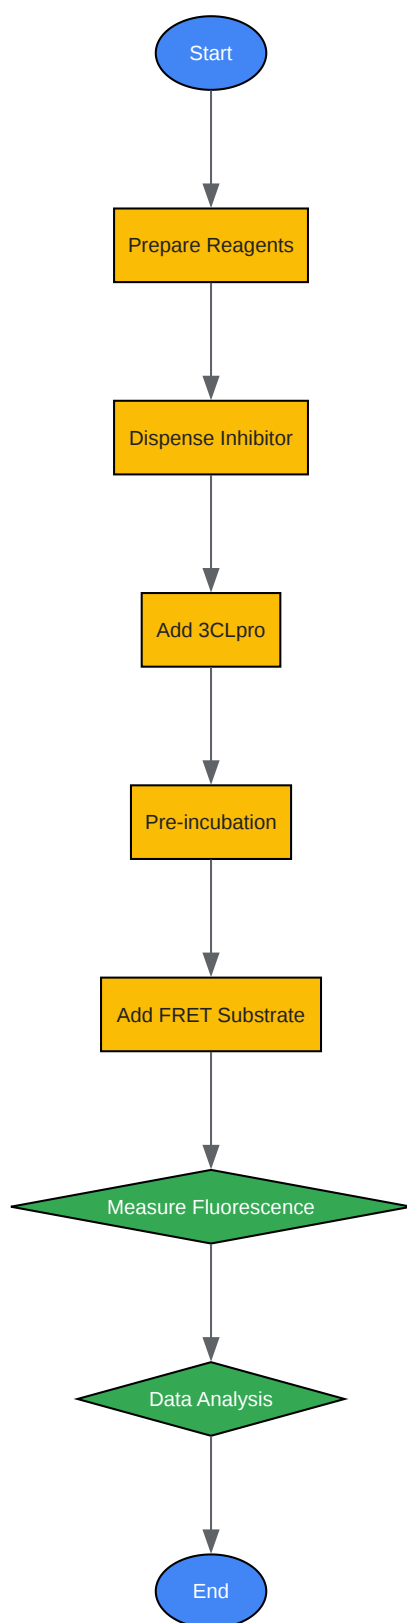 Start
Prepare Reagents
Dispense Inhibitor
Add 3CLpro
Pre-incubation
Add FRET Substrate
Measure Fluorescence
Data Analysis
End